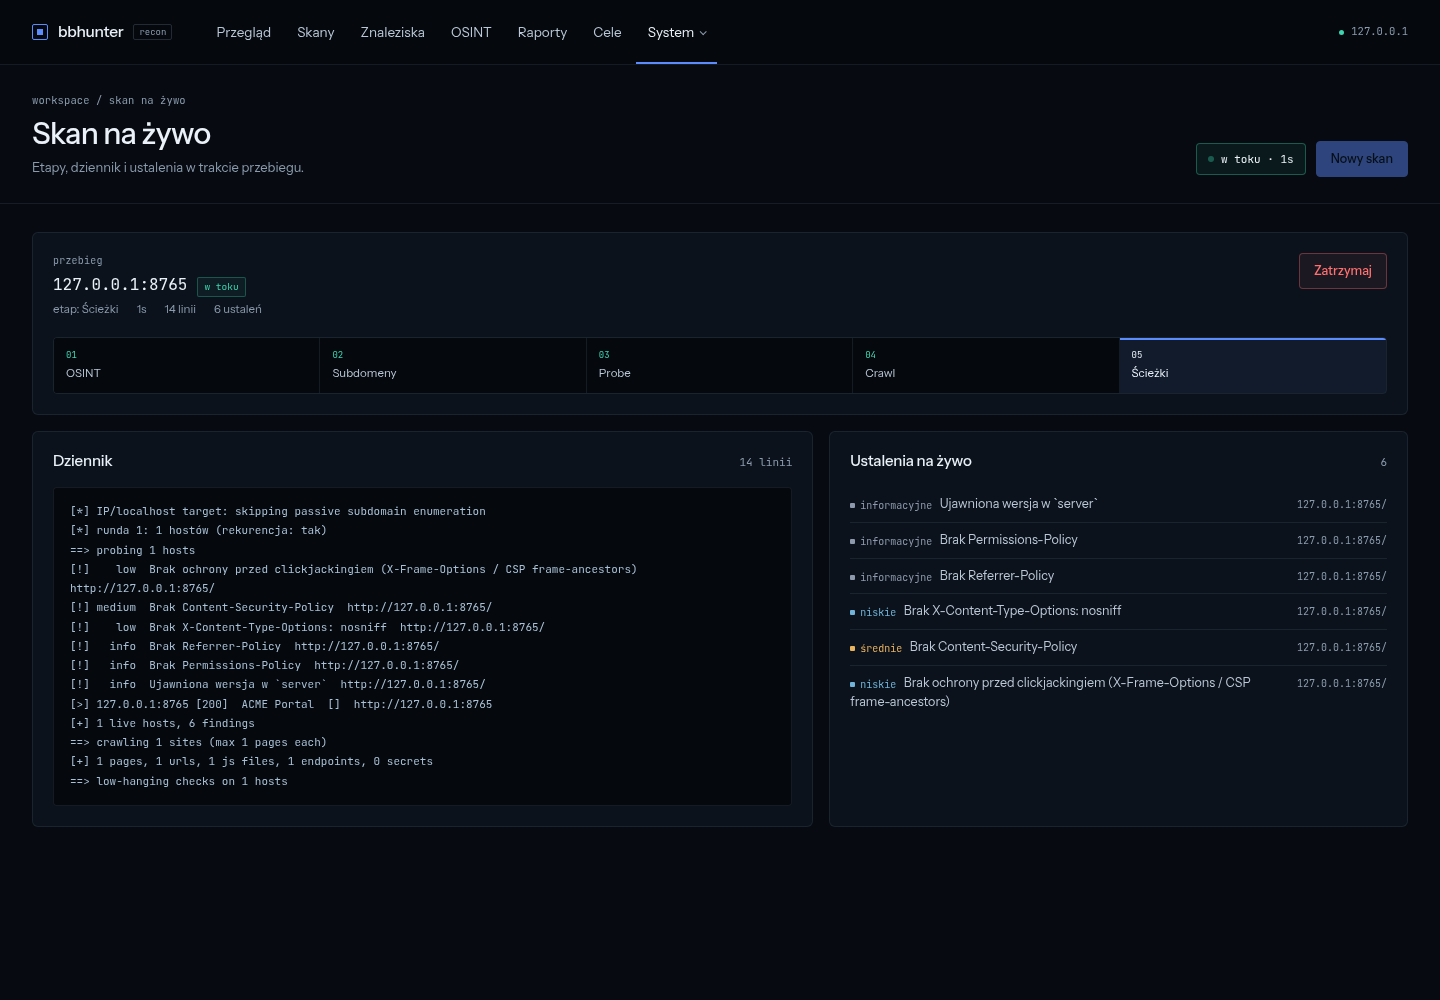 bbhunter recon Przegląd Skany Znaleziska OSINT Raporty Cele System 127.0.0.1
workspace / skan na żywo
Skan na żywo
Etapy, dziennik i ustalenia w trakcie przebiegu.
w toku · 1s Nowy skan
przebieg
127.0.0.1:8765 w toku
etap: Ścieżki 1s 14 linii 6 ustaleń
Zatrzymaj
01 02 03 04 05
OSINT Subdomeny Probe Crawl Ścieżki
Dziennik 14 linii
[*] IP/localhost target: skipping passive subdomain enumeration
[*] runda 1: 1 hostów (rekurencja: tak)
==> probing 1 hosts
[!]    low  Brak ochrony przed clickjackingiem (X-Frame-Options / CSP frame-ancestors)
http://127.0.0.1:8765/
[!] medium  Brak Content-Security-Policy  http://127.0.0.1:8765/
[!]    low  Brak X-Content-Type-Options: nosniff  http://127.0.0.1:8765/
[!]   info  Brak Referrer-Policy  http://127.0.0.1:8765/
[!]   info  Brak Permissions-Policy  http://127.0.0.1:8765/
[!]   info  Ujawniona wersja w `server`  http://127.0.0.1:8765/
[>] 127.0.0.1:8765 [200]  ACME Portal  []  http://127.0.0.1:8765
[+] 1 live hosts, 6 findings
==> crawling 1 sites (max 1 pages each)
[+] 1 pages, 1 urls, 1 js files, 1 endpoints, 0 secrets
==> low-hanging checks on 1 hosts
Ustalenia na żywo 6
informacyjne Ujawniona wersja w `server` 127.0.0.1:8765/
informacyjne Brak Permissions-Policy 127.0.0.1:8765/
informacyjne Brak Referrer-Policy 127.0.0.1:8765/
niskie Brak X-Content-Type-Options: nosniff 127.0.0.1:8765/
średnie Brak Content-Security-Policy 127.0.0.1:8765/
niskie Brak ochrony przed clickjackingiem (X-Frame-Options / CSP 127.0.0.1:8765/
frame-ancestors)